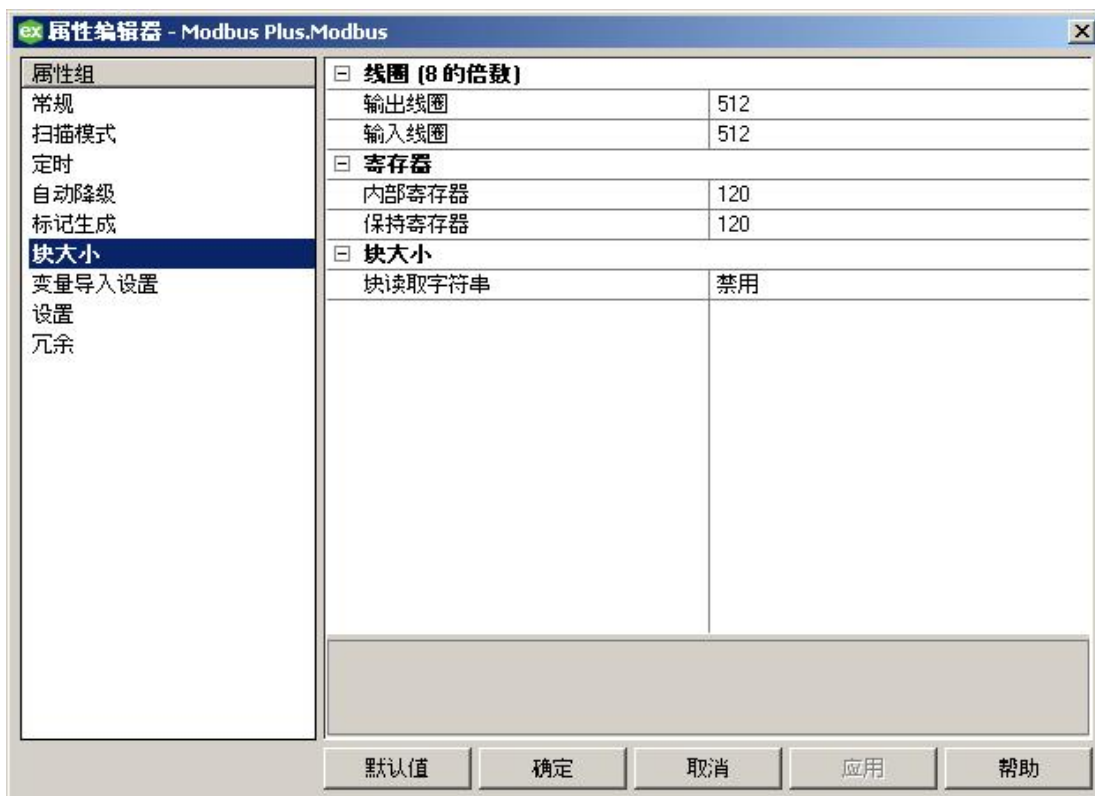 ex 属性编辑器 - Modbus Plus.Modbus
属性组
常规
扫描模式
定时
自动降级
标记生成
块大小
变量导入设置
设置
冗余
线圈 (8 的倍数)
输出线圈 512
输入线圈 512
寄存器
内部寄存器 120
保持寄存器 120
块大小
块读取字符串 禁用
默认值 确定 取消 应用 帮助